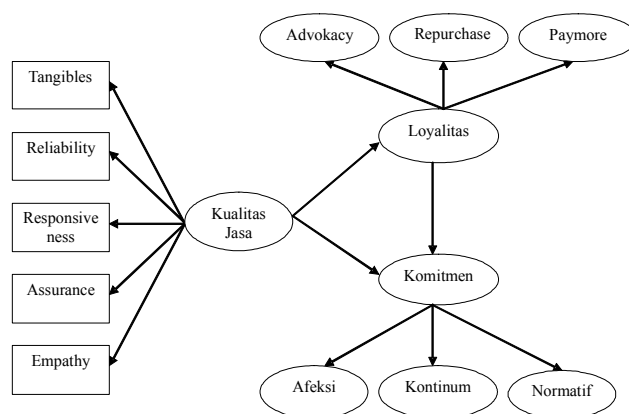 Advokacy
Repurchase
Paymore
Tangibles
Loyalitas
Reliability
Kualitas
Jasa
Responsive
ness
Komitmen
Assurance
Empathy
Afeksi
Kontinum
Normatif